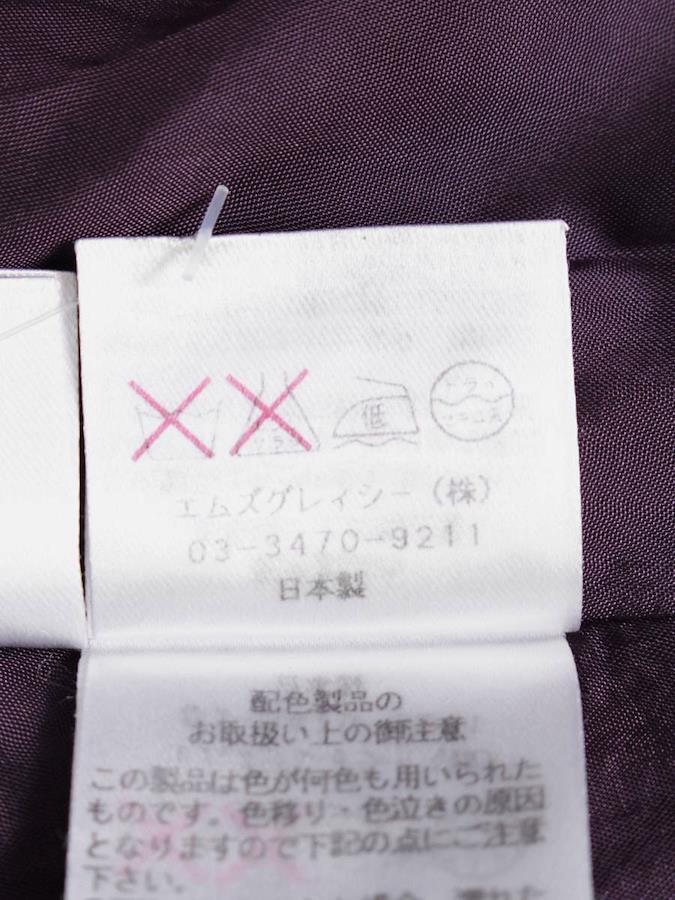 低
ドライ
エムズグレイシー（株）
03-3470-9211
日本製
配色製品の
お取扱い上の御注意
この製品は色が何色も用いられた
ものです。色移り・色泣きの原因
となりますので下記の点にご注意
下さい。